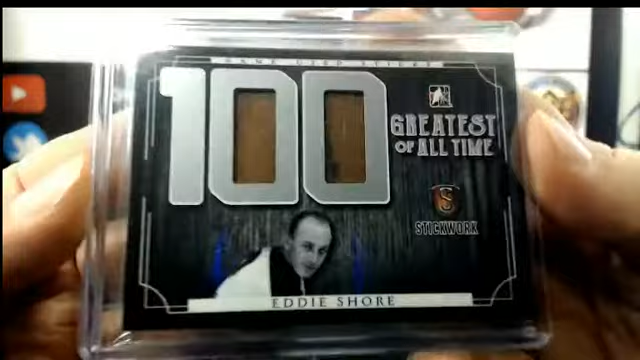 GAME USED STICKS
100
GREATEST
OF ALL TIME
S
STICKWORK
EDDIE SHORE